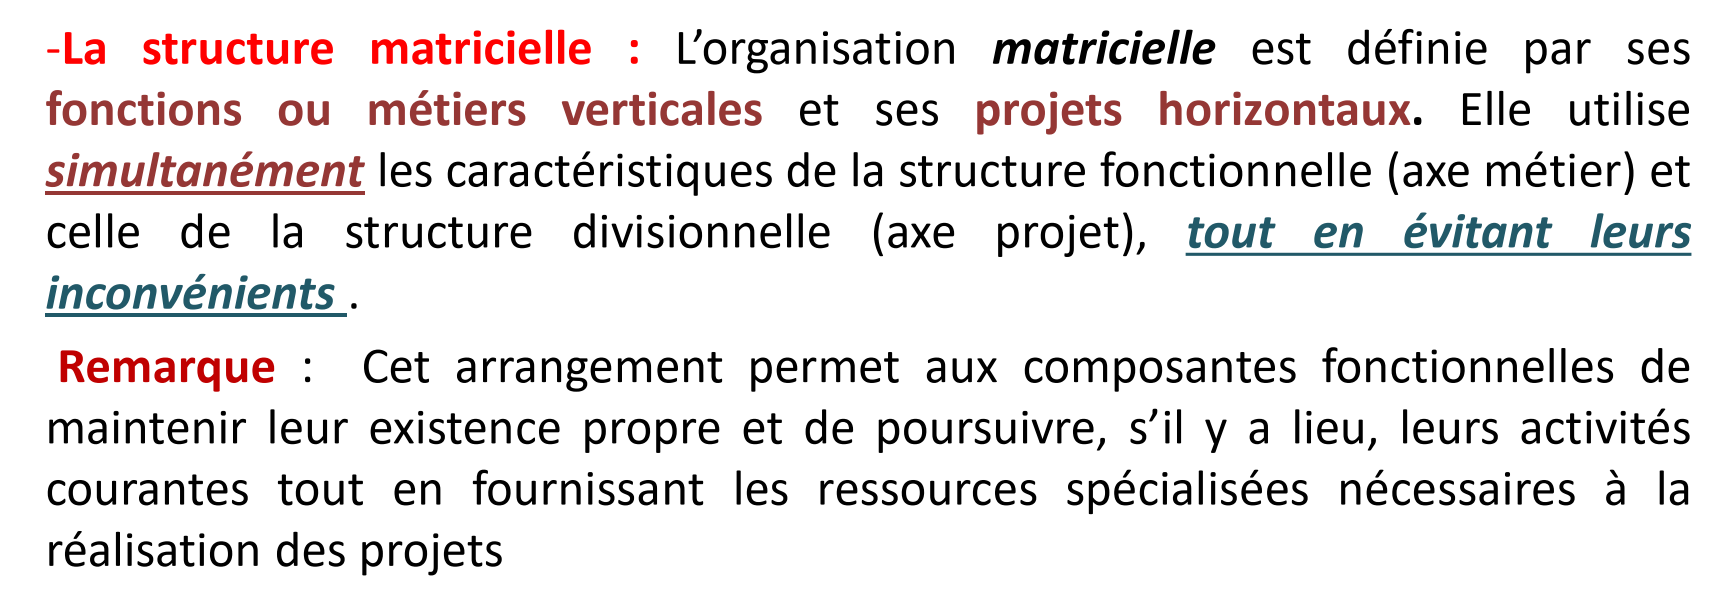 -La structure matricielle : L’organisation matricielle est définie par ses
fonctions ou métiers verticales et ses projets horizontaux. Elle utilise
simultanément les caractéristiques de la structure fonctionnelle (axe métier) et
celle de la structure divisionnelle (axe projet), tout en évitant leurs
inconvénients .
Remarque : Cet arrangement permet aux composantes fonctionnelles de
maintenir leur existence propre et de poursuivre, s’il y a lieu, leurs activités
courantes tout en fournissant les ressources spécialisées nécessaires à la
réalisation des projets